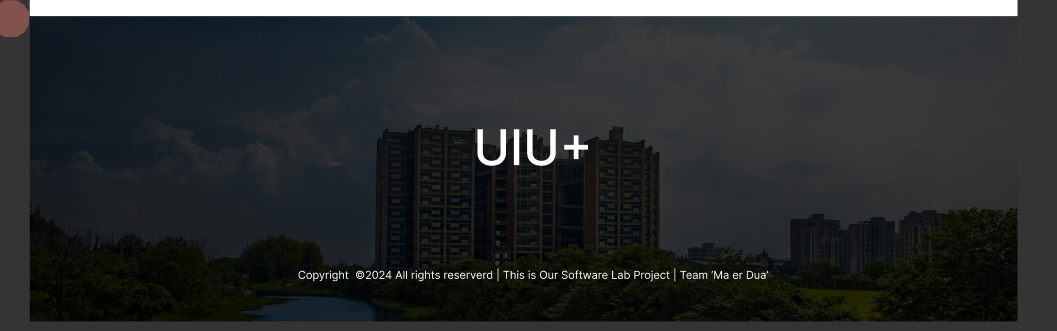 UIU+
Copyright  ©2024 All rights reserverd | This is Our Software Lab Project | Team ‘Ma er Dua’